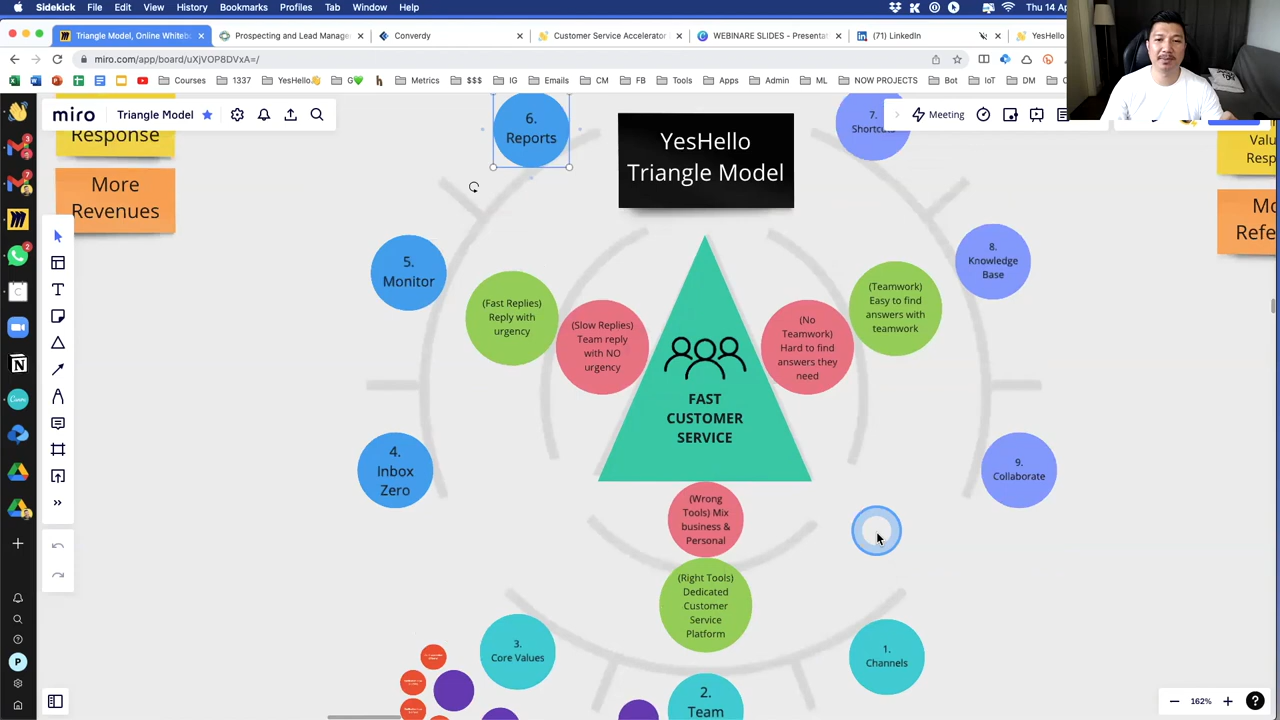 Sidekick File Edit View History Bookmarks Profiles Tab Window Help
Thu 14 Ap
Triangle Model, Online Whitebo
Prospecting and Lead Manage
Converdy
Customer Service Accelerator
WEBINARE SLIDES - Presentat
(71) LinkedIn
YesHello
miro.com/app/board/uXjVOP8DVxA=/
Courses 1337 YesHello G Metrics $$$ IG Emails CM FB Tools Apps Admin ML NOW PROJECTS Bot IoT DM
miro
Triangle Model
Meeting
Response
More
Revenues
6.
Reports
YesHello
Triangle Model
7.
Shortcuts
Valu
Resp
Mo
Refe
5.
Monitor
8.
Knowledge
Base
(Fast Replies)
Reply with
urgency
(Slow Replies)
Team reply
with NO
urgency
(No
Teamwork)
Hard to find
answers they
need
(Teamwork)
Easy to find
answers with
teamwork
FAST
CUSTOMER
SERVICE
4.
Inbox
Zero
9.
Collaborate
(Wrong
Tools) Mix
business &
Personal
(Right Tools)
Dedicated
Customer
Service
Platform
3.
Core Values
1.
Channels
2.
Team
162%